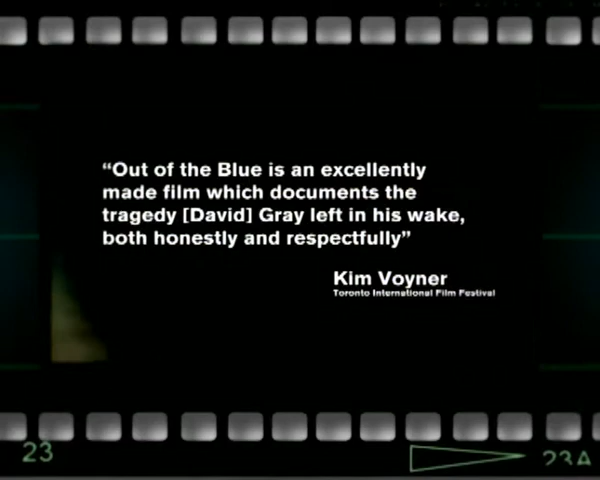 “Out of the Blue is an excellently
made film which documents the
tragedy [David] Gray left in his wake,
both honestly and respectfully”
Kim Voyner
Toronto International Film Festival
23
23A